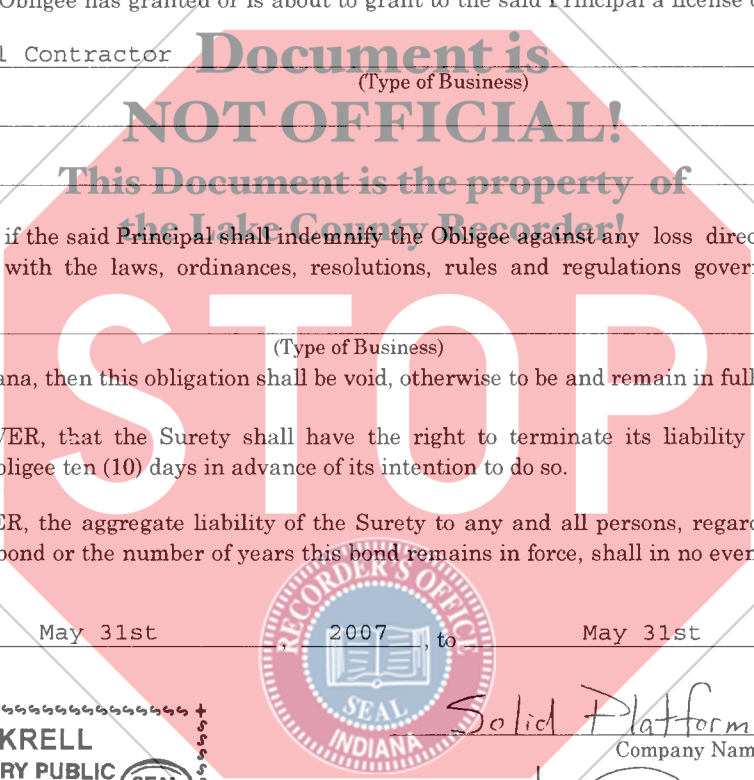 Obligee has granted or is about to grant to the said Principal a license
l Contractor
Document is
(Type of Business)
NOT OFFICIAL!
This Document is the property of
the Lake County Recorder!
if the said Principal shall indemnify the Obligee against any loss direc
with the laws, ordinances, resolutions, rules and regulations gover
STOP
(Type of Business)
ana, then this obligation shall be void, otherwise to be and remain in full
VER, that the Surety shall have the right to terminate its liability
bligee ten (10) days in advance of its intention to do so.
ER, the aggregate liability of the Surety to any and all persons, regard
bond or the number of years this bond remains in force, shall in no even
RECORDER'S OFFICE
May 31st , 2007 , to May 31st
SEAL
INDIANA
Solid Platform
Company Nam
KRELL
RY PUBLIC
SEAL